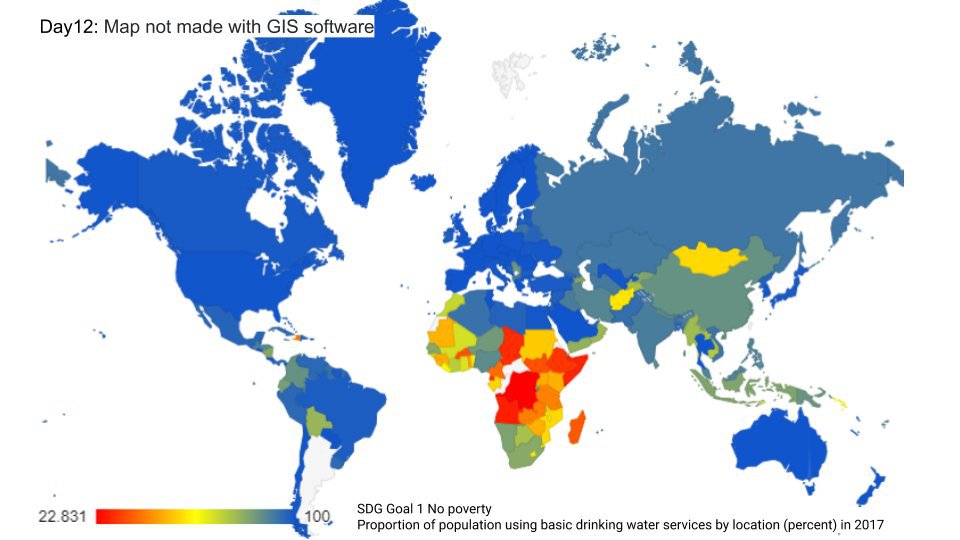 Day12: Map not made with GIS software
22.831
100
SDG Goal 1 No poverty
Proportion of population using basic drinking water services by location (percent) in 2017